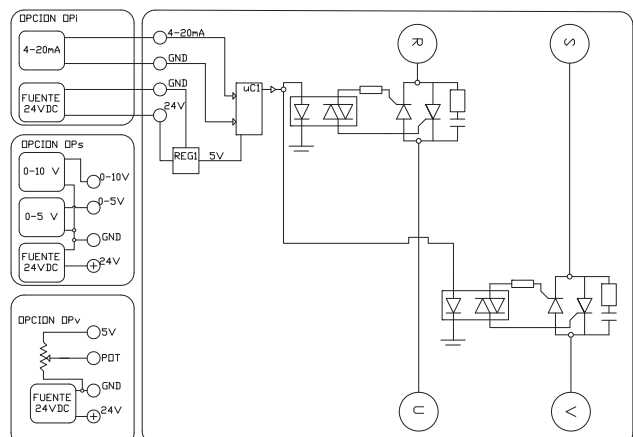 OPCION OPi
4-20mA
FUENTE
24VDC
4-20mA
GND
GND
24V
REG1
5V
uC1
R
S
OPCION OPs
0-10 V
0-5 V
FUENTE
24VDC
0-10V
0-5V
GND
24V
OPCION OPv
5V
POT
GND
FUENTE
24VDC
24V
U
V